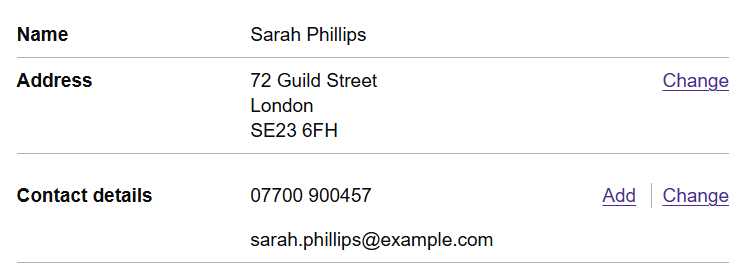 Name Sarah Phillips
Address 72 Guild Street Change
London
SE23 6FH
Contact details 07700 900457 Add Change
sarah.phillips@example.com